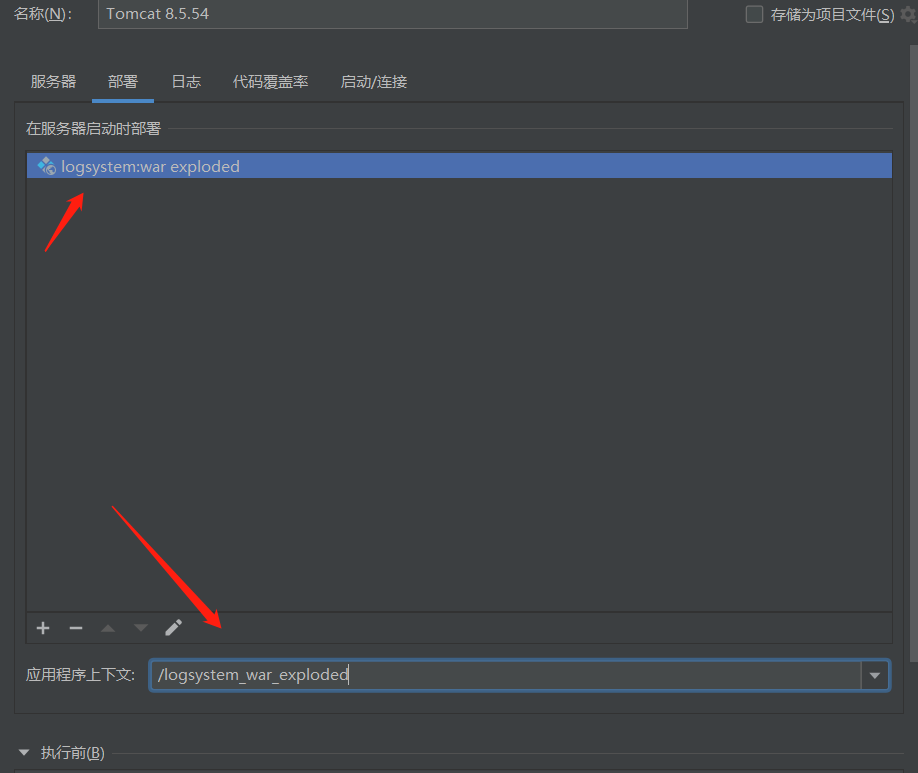 名称(N): Tomcat 8.5.54 存储为项目文件(S)
服务器 部署 日志 代码覆盖率 启动/连接
在服务器启动时部署
logsystem:war exploded
应用程序上下文: /logsystem_war_exploded
执行前(B)